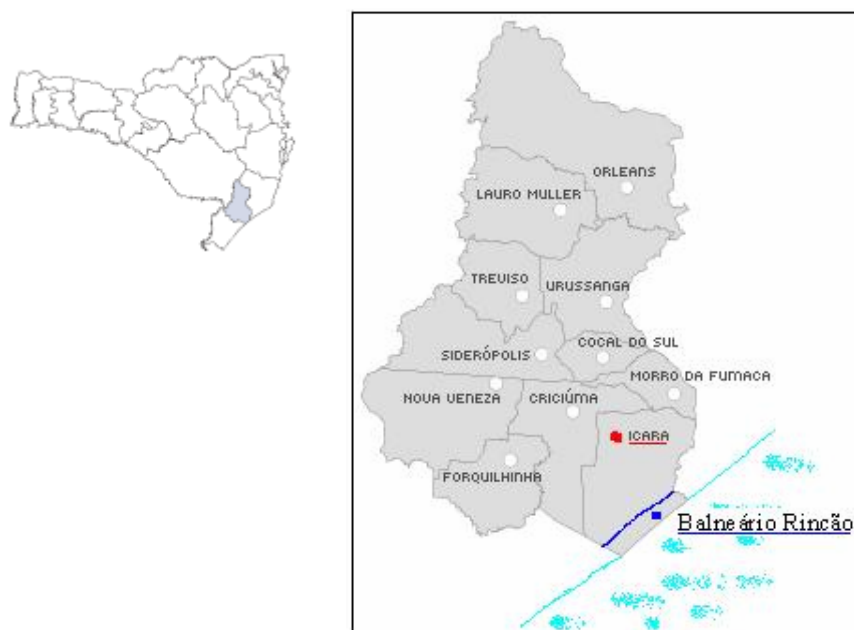 ORLEANS
LAURO MULLER
TREVISO
URUSSANGA
COCAL DO SUL
SIDERÓPOLIS
MORRO DA FUMACA
NOVA VENEZA
CRICIÚMA
ICARA
FORQUILHINHA
Balneário Rincão